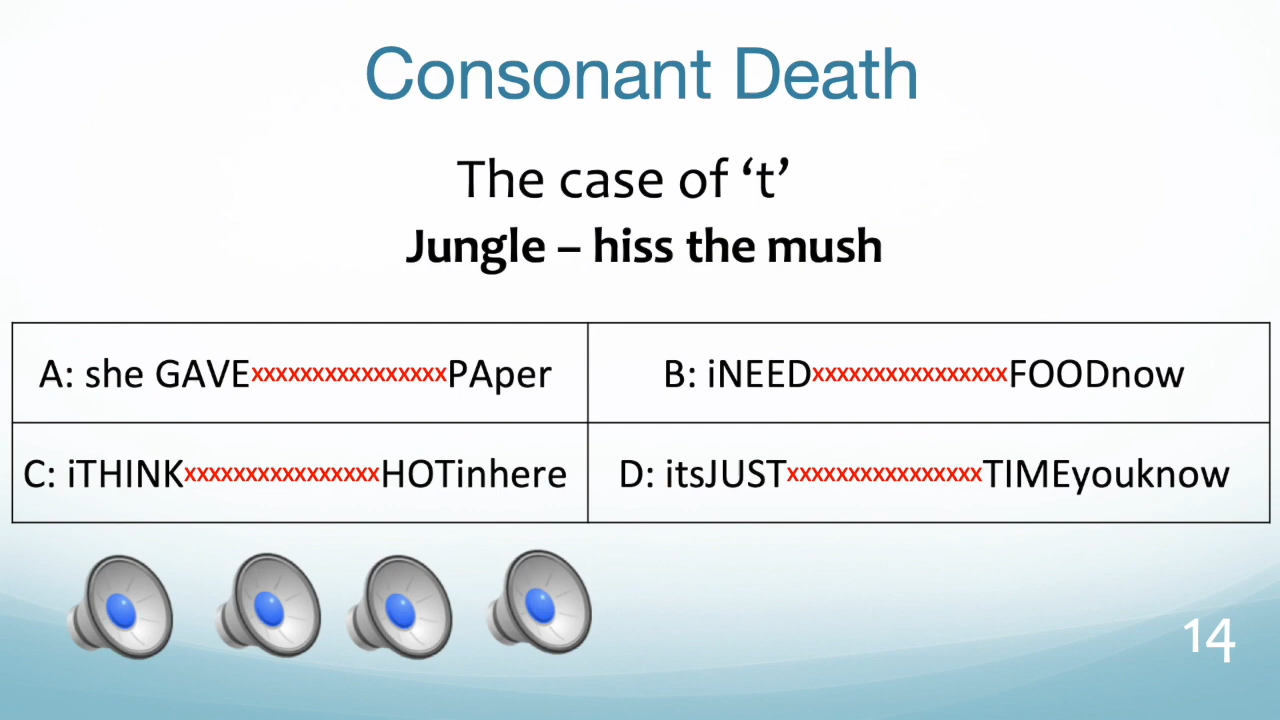 Consonant Death
The case of ‘t’
Jungle – hiss the mush
A: she GAVExxxxxxxxxxxxxxxxPAper
B: iNEEDxxxxxxxxxxxxxxxxFOODnow
C: iTHINKxxxxxxxxxxxxxxxxHOTinhere
D: itsJUSTxxxxxxxxxxxxxxxxTIMEyouknow
14